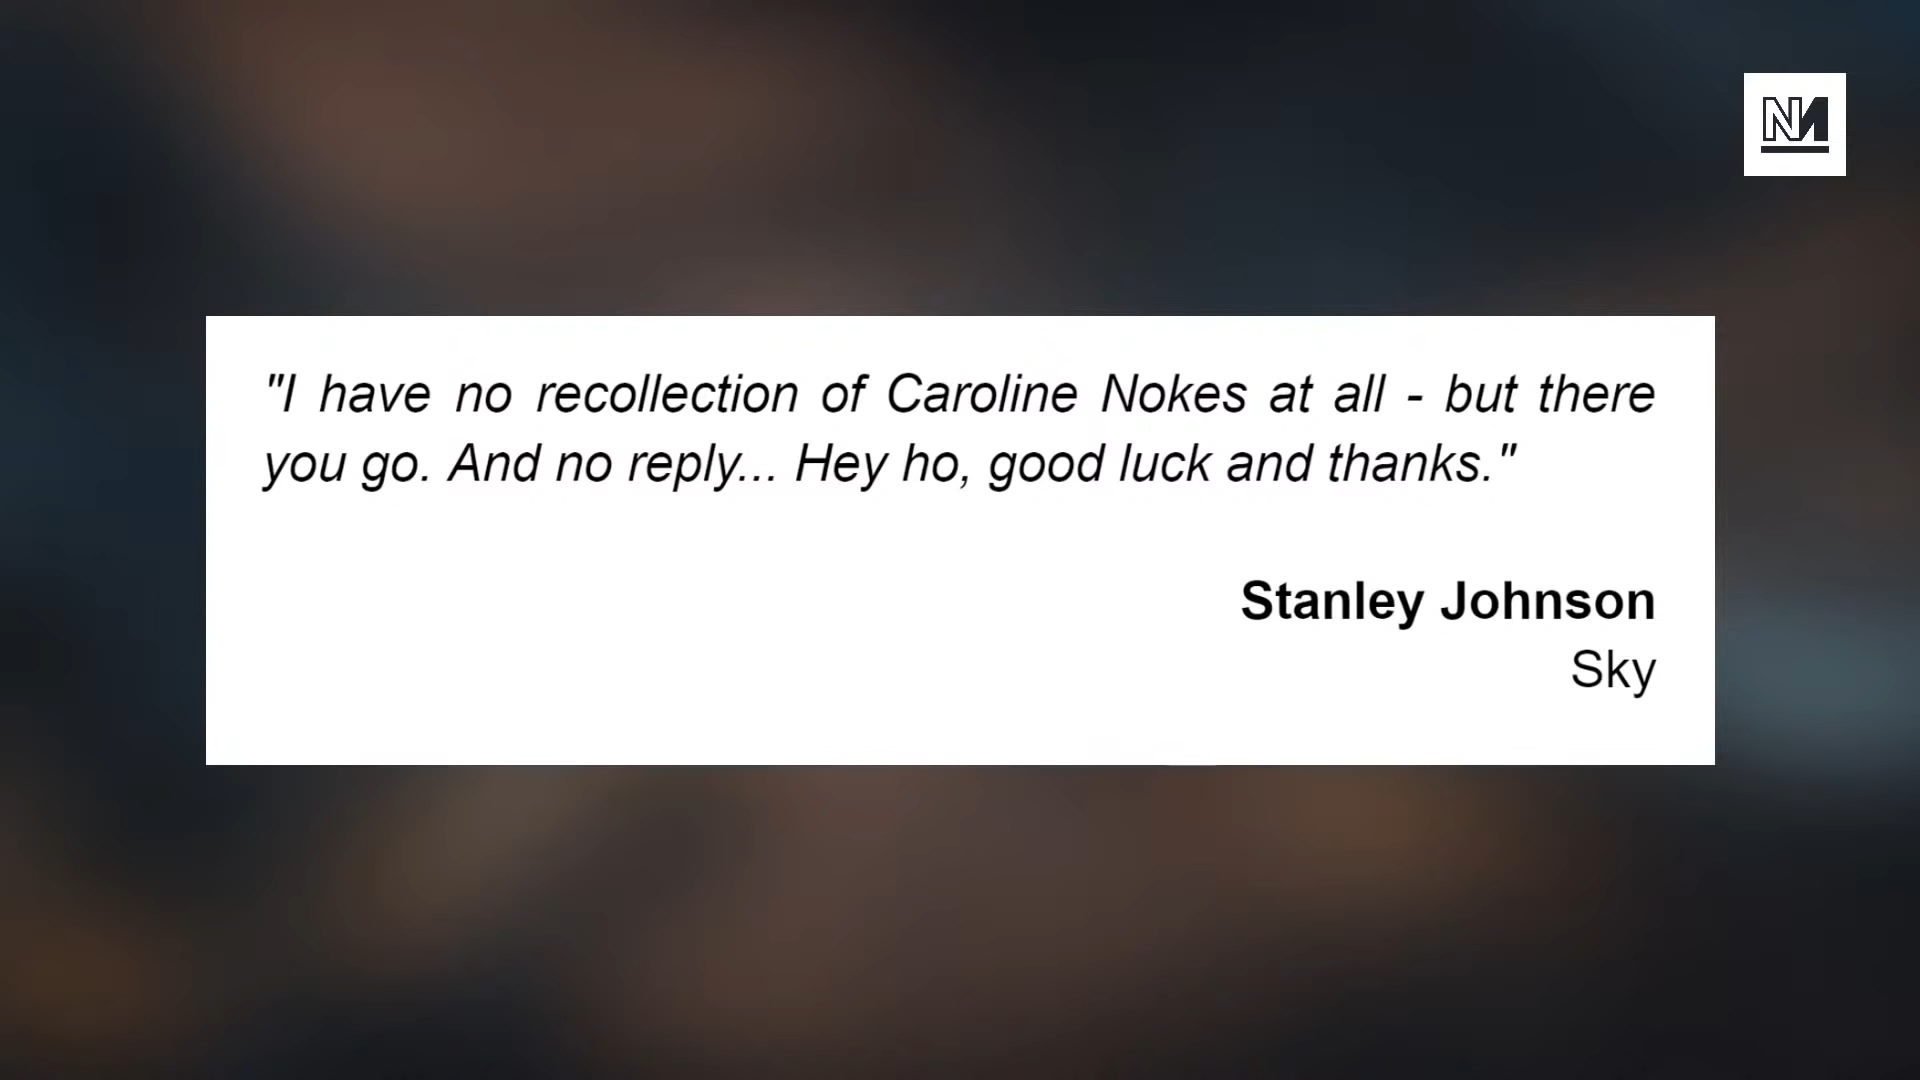 "I have no recollection of Caroline Nokes at all - but there
you go. And no reply... Hey ho, good luck and thanks."
Stanley Johnson
Sky
NM